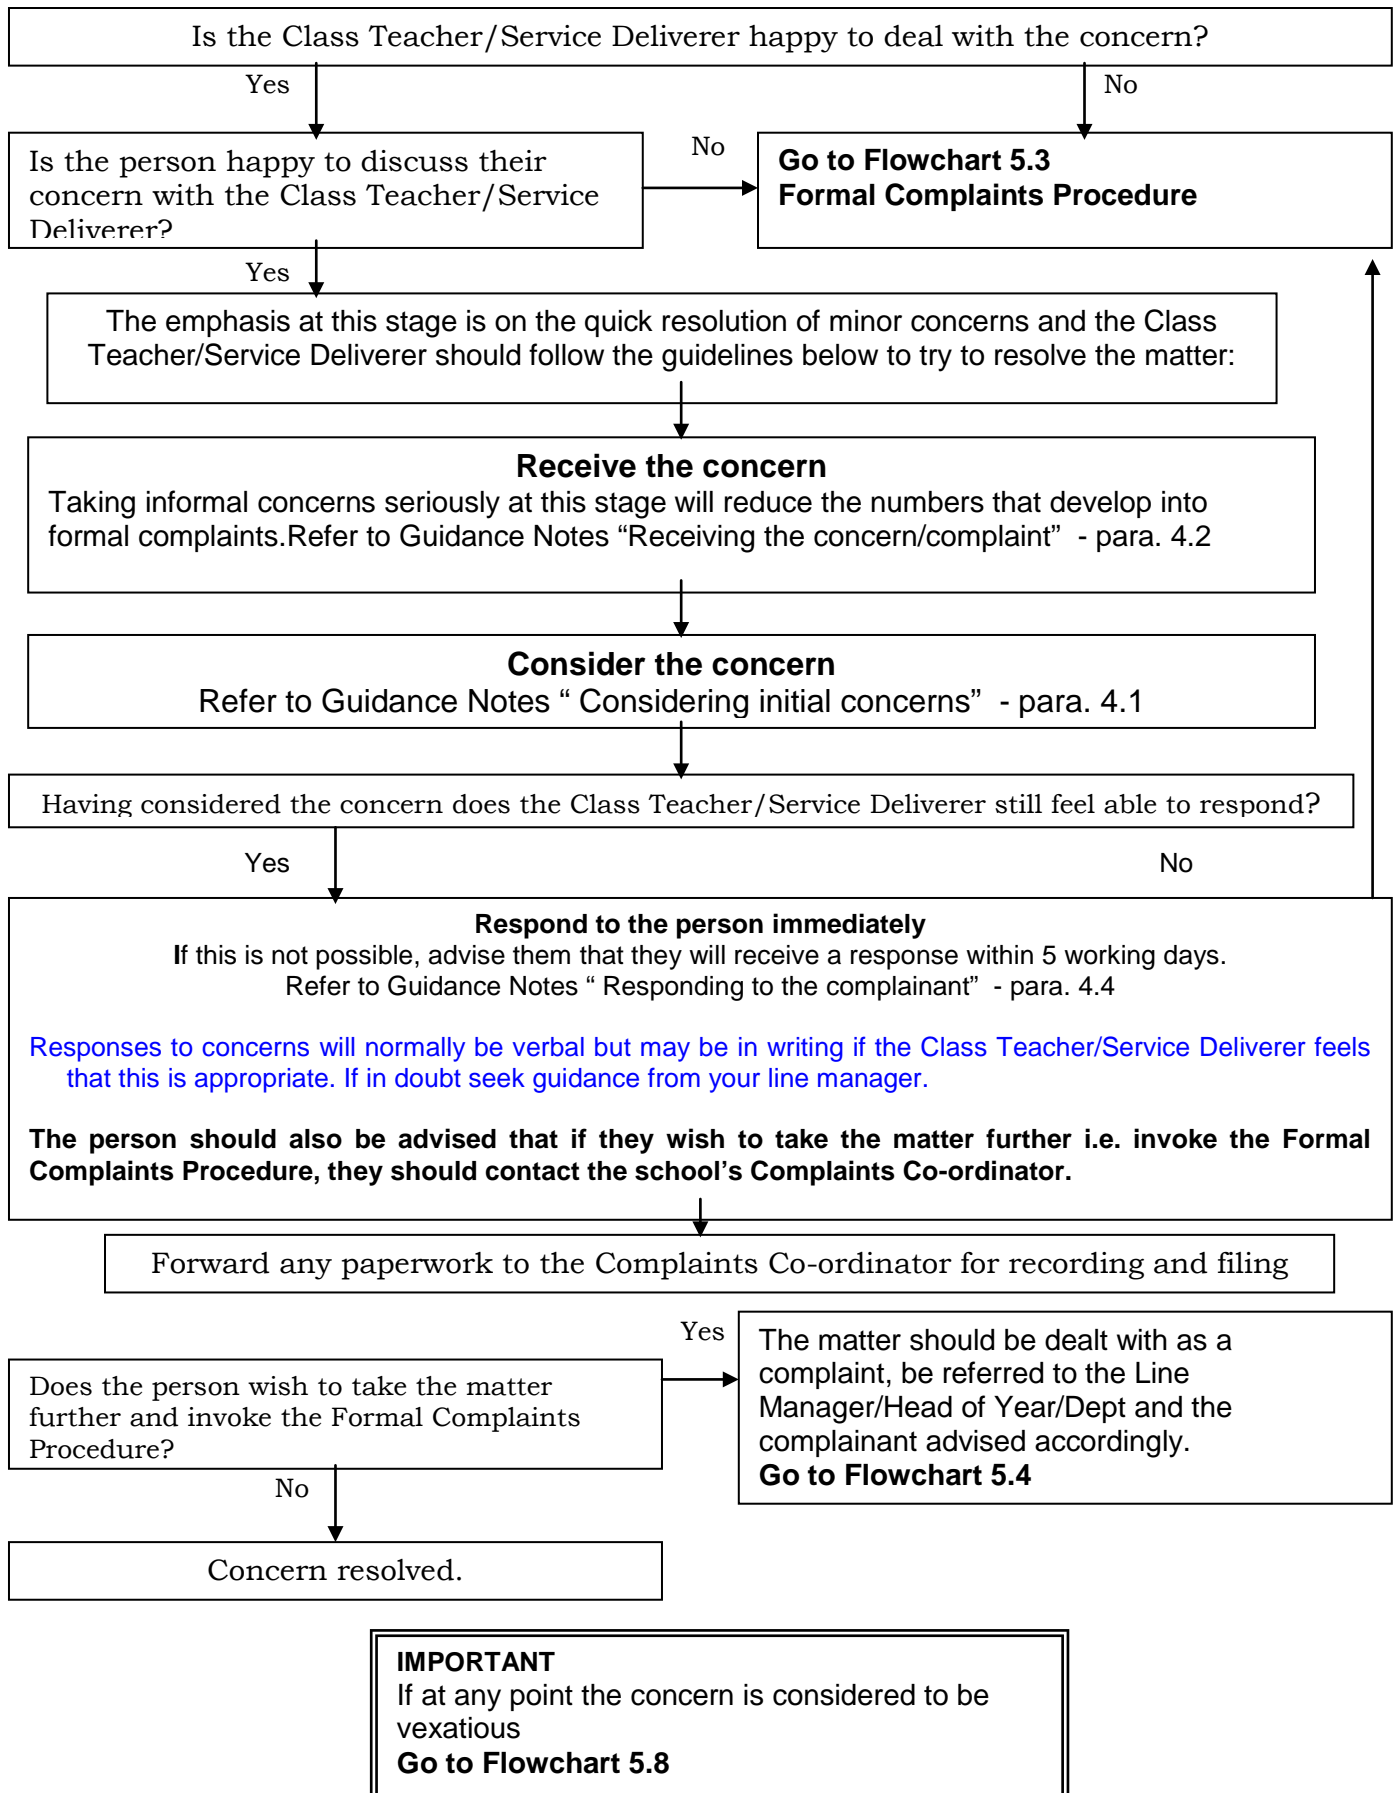 Is the Class Teacher/Service Deliverer happy to deal with the concern?
Yes
No
Is the person happy to discuss their
concern with the Class Teacher/Service
Deliverer?
No
Go to Flowchart 5.3
Formal Complaints Procedure
Yes
The emphasis at this stage is on the quick resolution of minor concerns and the Class
Teacher/Service Deliverer should follow the guidelines below to try to resolve the matter:
Receive the concern
Taking informal concerns seriously at this stage will reduce the numbers that develop into
formal complaints.Refer to Guidance Notes “Receiving the concern/complaint” - para. 4.2
Consider the concern
Refer to Guidance Notes “ Considering initial concerns” - para. 4.1
Having considered the concern does the Class Teacher/Service Deliverer still feel able to respond?
Yes
No
Respond to the person immediately
If this is not possible, advise them that they will receive a response within 5 working days.
Refer to Guidance Notes “ Responding to the complainant” - para. 4.4
Responses to concerns will normally be verbal but may be in writing if the Class Teacher/Service Deliverer feels
that this is appropriate. If in doubt seek guidance from your line manager.
The person should also be advised that if they wish to take the matter further i.e. invoke the Formal
Complaints Procedure, they should contact the school’s Complaints Co-ordinator.
Forward any paperwork to the Complaints Co-ordinator for recording and filing
Does the person wish to take the matter
further and invoke the Formal Complaints
Procedure?
Yes
The matter should be dealt with as a
complaint, be referred to the Line
Manager/Head of Year/Dept and the
complainant advised accordingly.
Go to Flowchart 5.4
No
Concern resolved.
IMPORTANT
If at any point the concern is considered to be
vexatious
Go to Flowchart 5.8